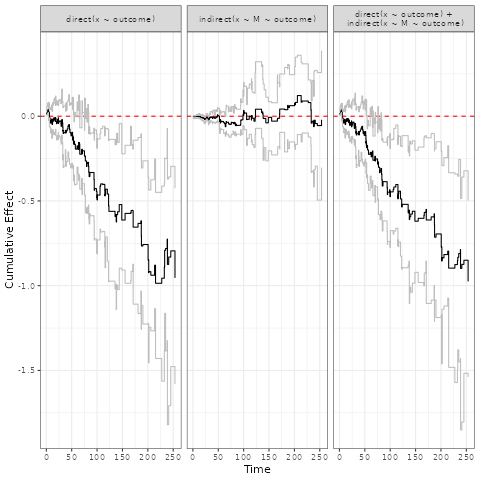 direct(x ~ outcome)
indirect(x ~ M ~ outcome)
direct(x ~ outcome) +
indirect(x ~ M ~ outcome)
Cumulative Effect
0.0
-0.5
-1.0
-1.5
0 50 100 150 200 250
0 50 100 150 200 250
0 50 100 150 200 250
Time